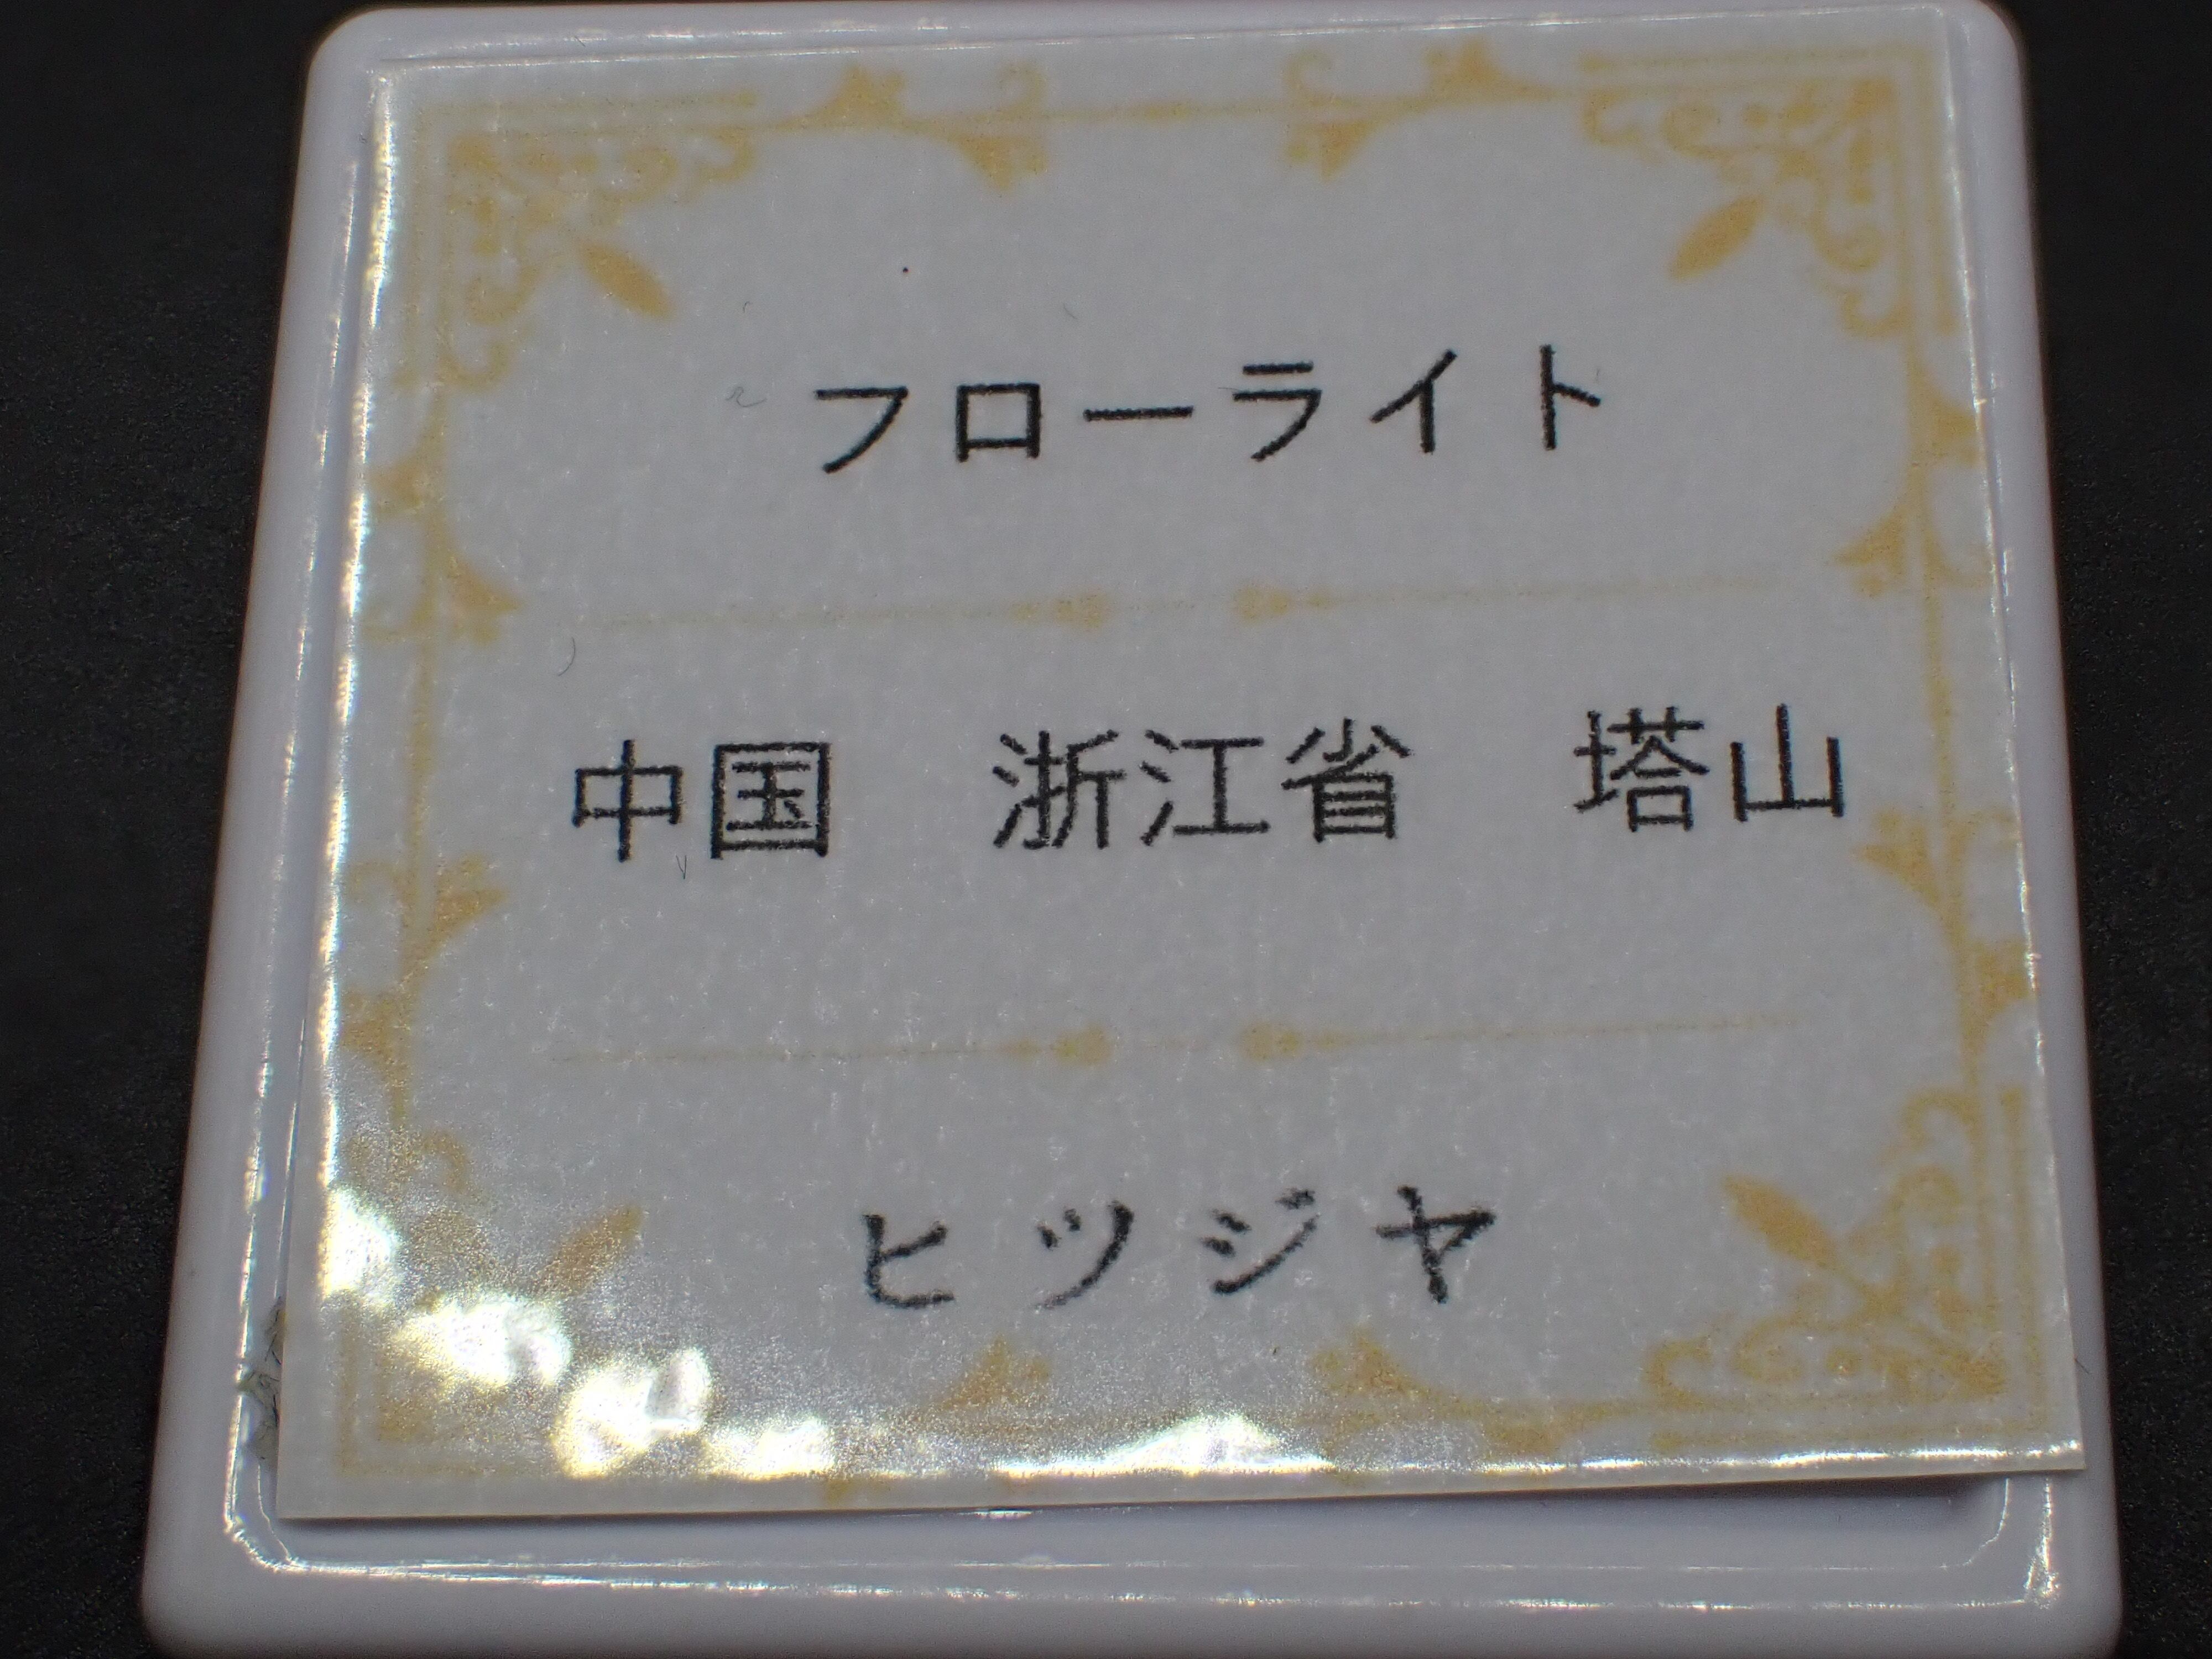 フローライト
中国　浙江省　塔山
ヒツジヤ